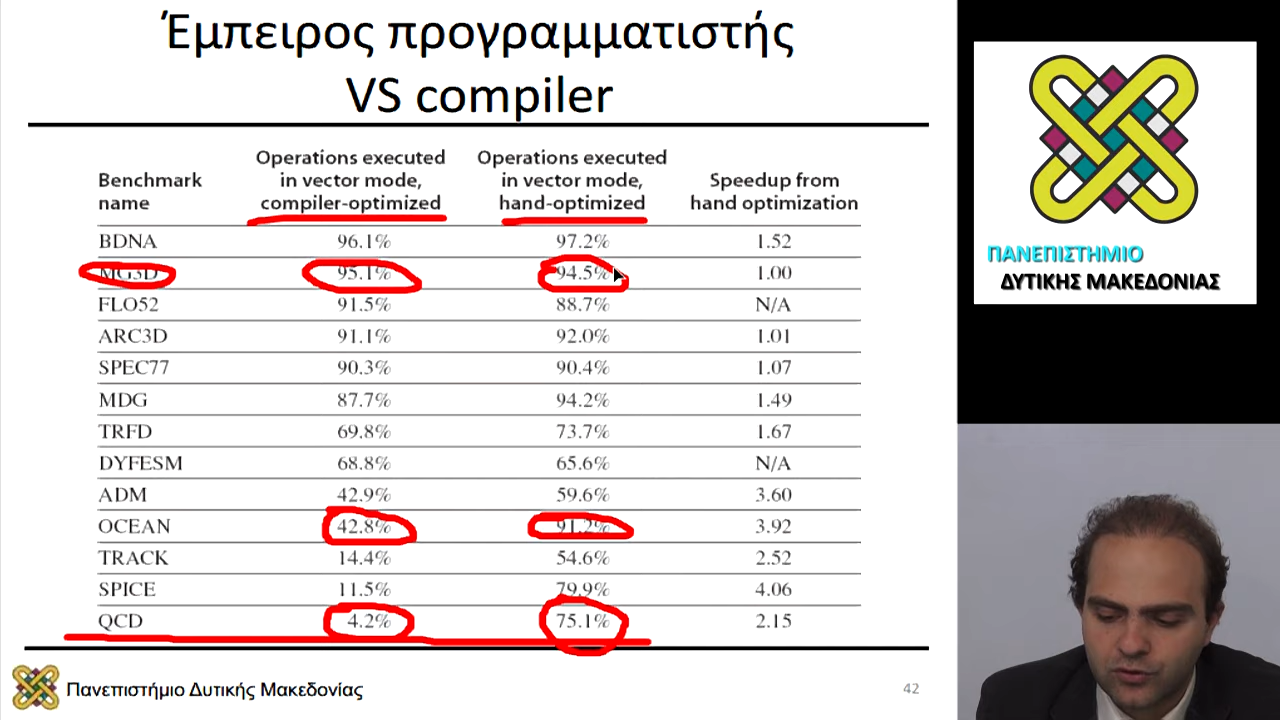 Έμπειρος προγραμματιστής
VS compiler
Benchmark name
Operations executed in vector mode, compiler-optimized
Operations executed in vector mode, hand-optimized
Speedup from hand optimization
BDNA 96.1% 97.2% 1.52
MG3D 95.1% 94.5% 1.00
FLO52 91.5% 88.7% N/A
ARC3D 91.1% 92.0% 1.01
SPEC77 90.3% 90.4% 1.07
MDG 87.7% 94.2% 1.49
TRFD 69.8% 73.7% 1.67
DYFESM 68.8% 65.6% N/A
ADM 42.9% 59.6% 3.60
OCEAN 42.8% 91.2% 3.92
TRACK 14.4% 54.6% 2.52
SPICE 11.5% 79.9% 4.06
QCD 4.2% 75.1% 2.15
Πανεπιστήμιο Δυτικής Μακεδονίας
42
ΠΑΝΕΠΙΣΤΗΜΙΟ
ΔΥΤΙΚΗΣ ΜΑΚΕΔΟΝΙΑΣ